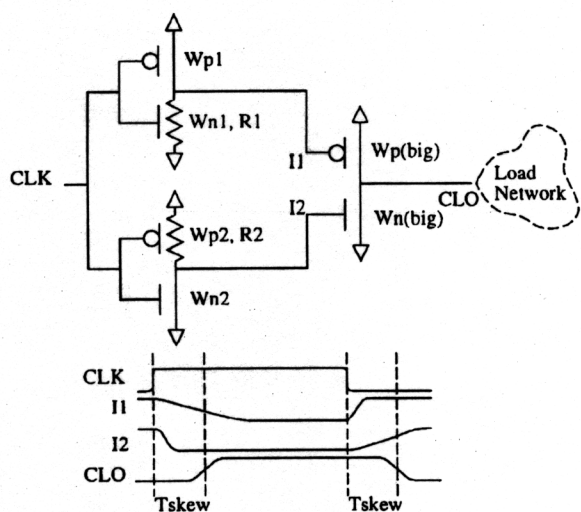 Wp1
Wn1, R1
CLK
I1
Wp(big)
Load
Network
CLO
I2
Wn(big)
Wp2, R2
Wn2
CLK
I1
I2
CLO
Tskew
Tskew